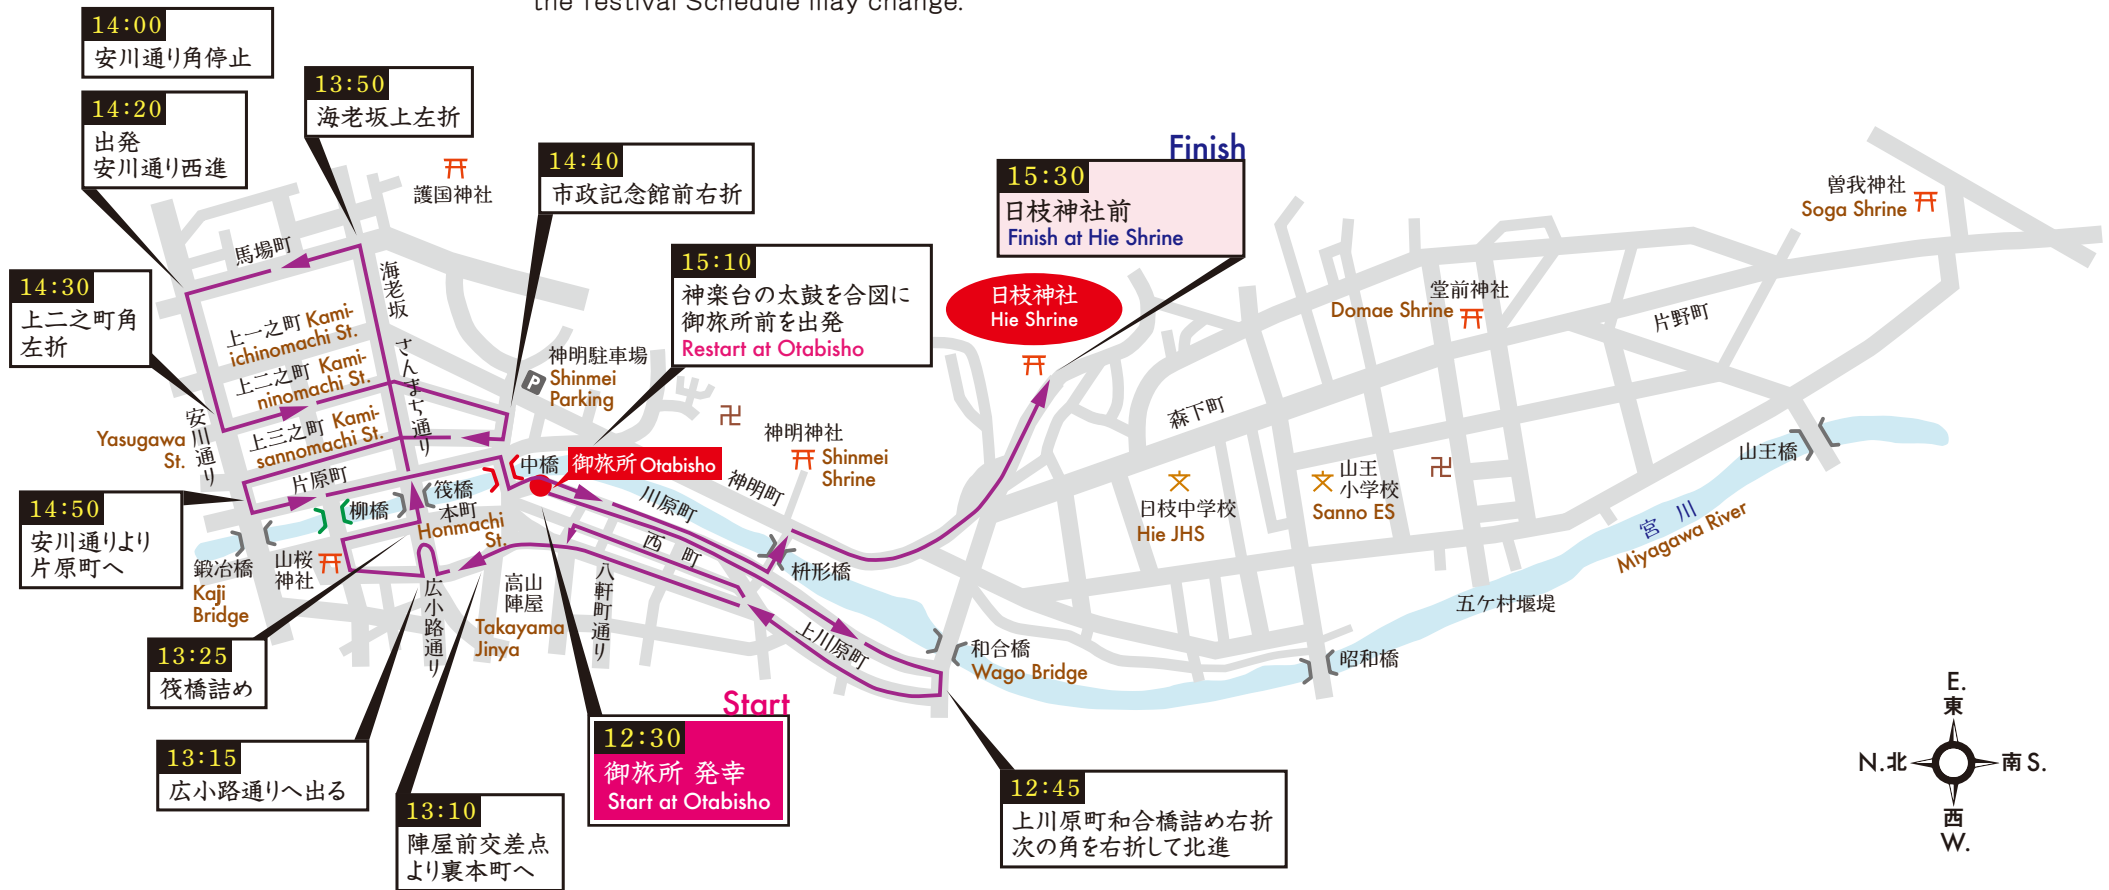 the festival Schedule may change.
14:00
安川通り角停止
14:20
出発
安川通り西進
13:50
海老坂上左折
護国神社
14:40
市政記念館前右折
Finish
15:30
日枝神社前
Finish at Hie Shrine
曽我神社
Soga Shrine
14:30
上二之町角
左折
馬場町
海老坂
15:10
神楽台の太鼓を合図に
御旅所前を出発
Restart at Otabisho
日枝神社
Hie Shrine
堂前神社
Domae Shrine
片野町
上一之町 Kami-
ichinomachi St.
上二之町 Kami-
ninomachi St.
上三之町 Kami-
sannomachi St.
さんまち通り
神明駐車場
P Shinmei
Parking
安川通り
Yasugawa
St.
森下町
神明神社
Shinmei
Shrine
中橋
御旅所 Otabisho
神明町
川原町
西町
片原町
柳橋
筏橋
本町
Honmachi
St.
14:50
安川通りより
片原町へ
鍛冶橋
Kaji
Bridge
山桜
神社
広小路通り
高山
陣屋
Takayama
Jinya
八軒町通り
枡形橋
上川原町
和合橋
Wago Bridge
日枝中学校
Hie JHS
山王
小学校
Sanno ES
山王橋
宮川
Miyagawa River
五ケ村堰堤
昭和橋
13:25
筏橋詰め
13:15
広小路通りへ出る
13:10
陣屋前交差点
より裏本町へ
Start
12:30
御旅所 発幸
Start at Otabisho
12:45
上川原町和合橋詰め右折
次の角を右折して北進
E.
東
N.北
南S.
西
W.